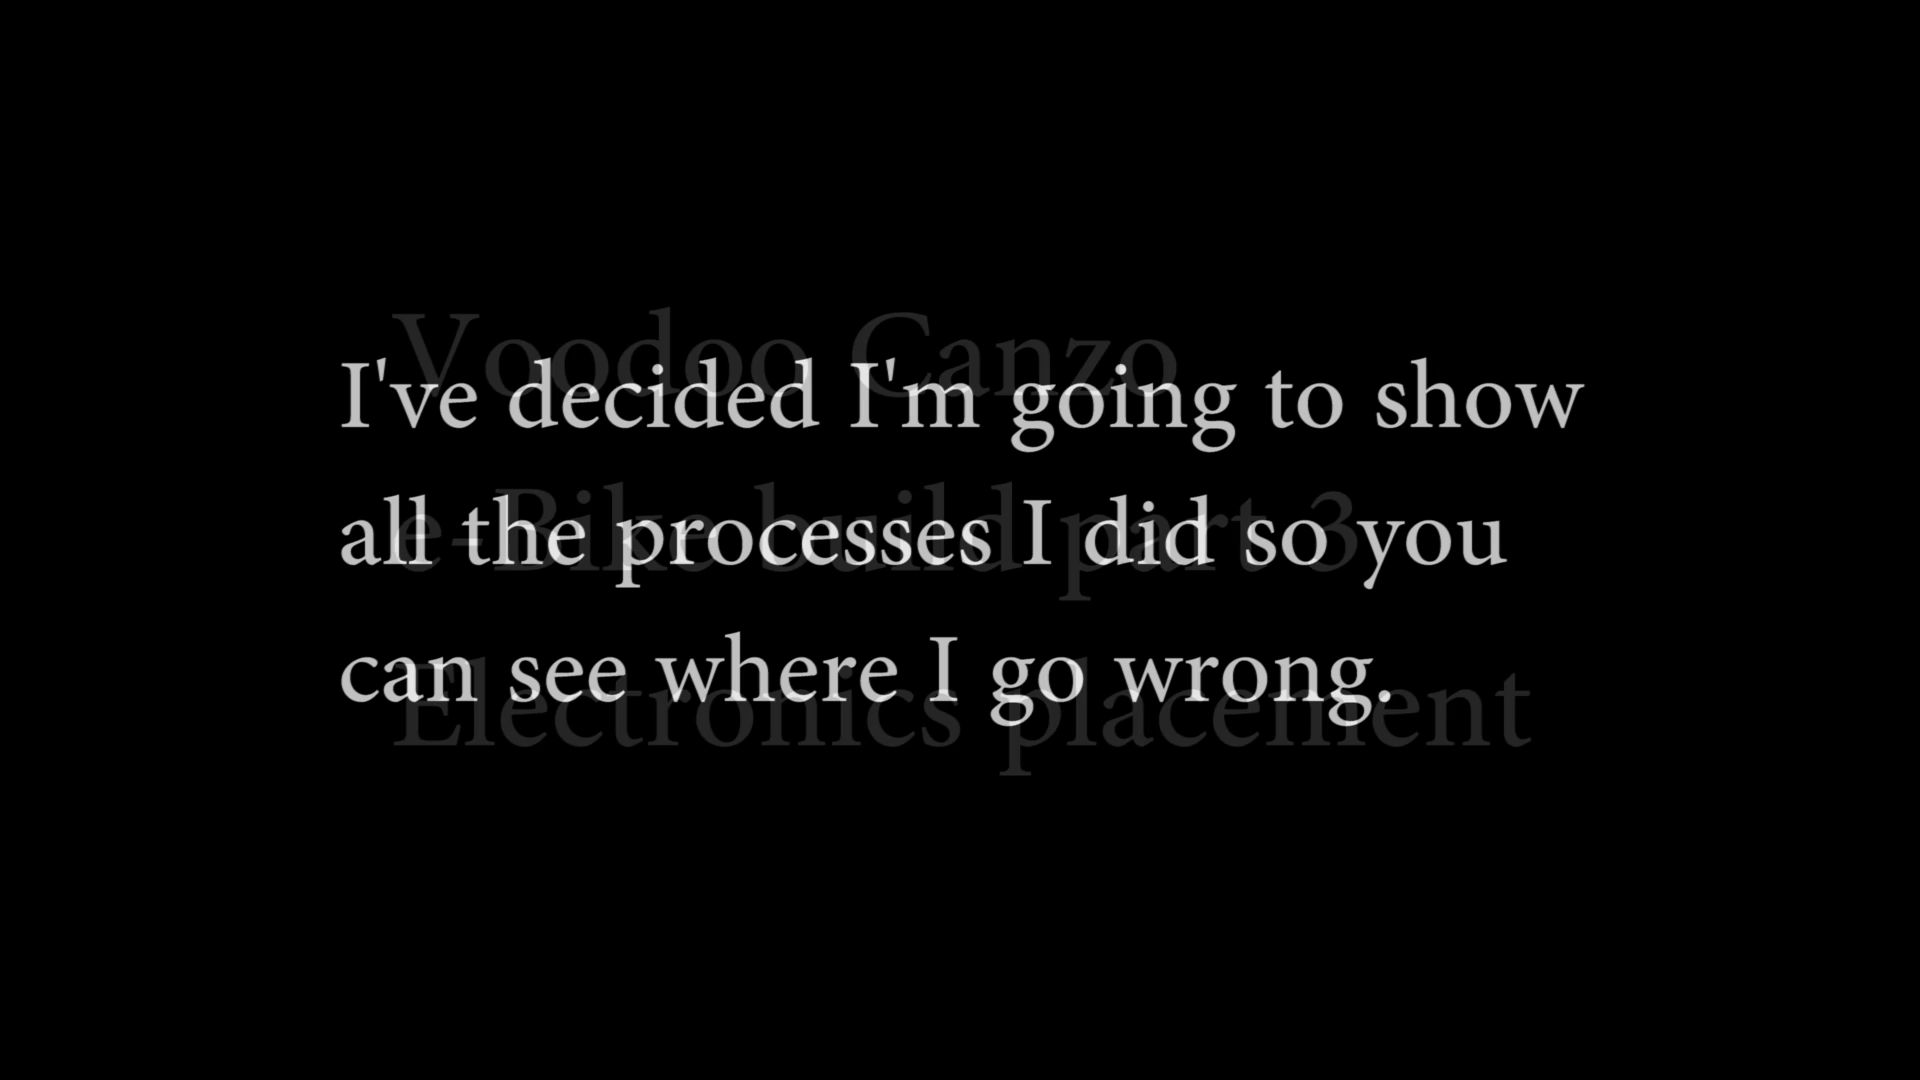 Voodoo Canzo
I've decided I'm going to show
e-Bike build part 3
all the processes I did so you
can see where I go wrong.
Electronics placement